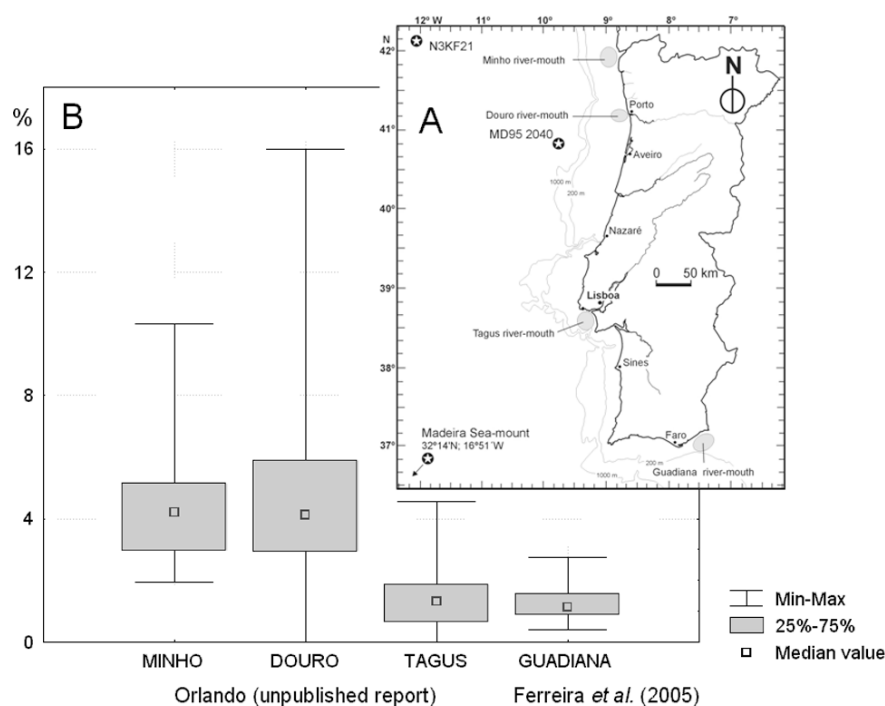 12° W 11° 10° 9° 8° 7° 6°
N
42°
N3KF21
Minho river-mouth
N
%
B
A
Porto
Douro river-mouth
41°
MD95 2040
Aveiro
16
1000 m
200 m
40°
Nazaré
0 50 km
12
39°
Lisboa
Tagus river-mouth
38°
Sines
8
Madeira Sea-mount
32°14'N; 16°51'W
Faro
37°
200 m
1000 m
Guadiana river-mouth
4
0
MINHO DOURO TAGUS GUADIANA
Min-Max
25%-75%
Median value
Orlando (unpublished report) Ferreira et al. (2005)